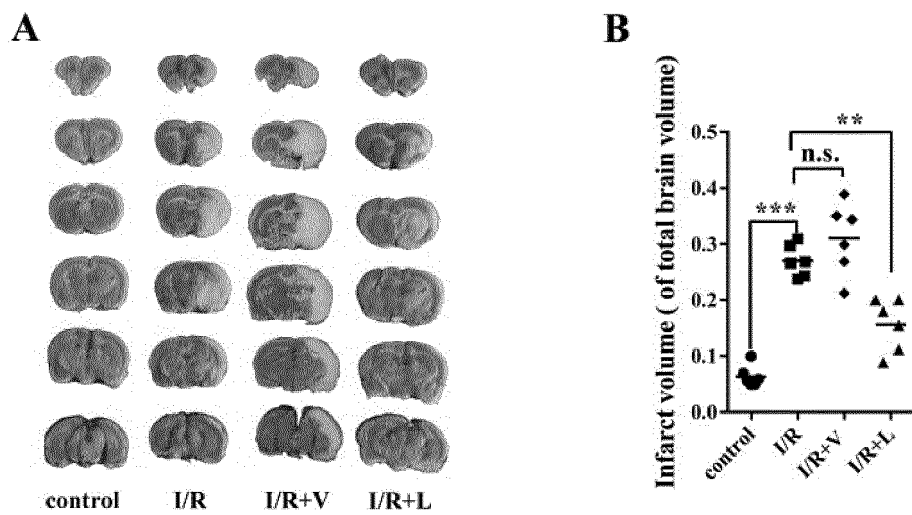 A
control I/R I/R+V I/R+L
B
Infarct volume ( of total brain volume)
0.5
0.4
0.3
0.2
0.1
0.0
**
n.s.
***
control
I/R
I/R+V
I/R+L